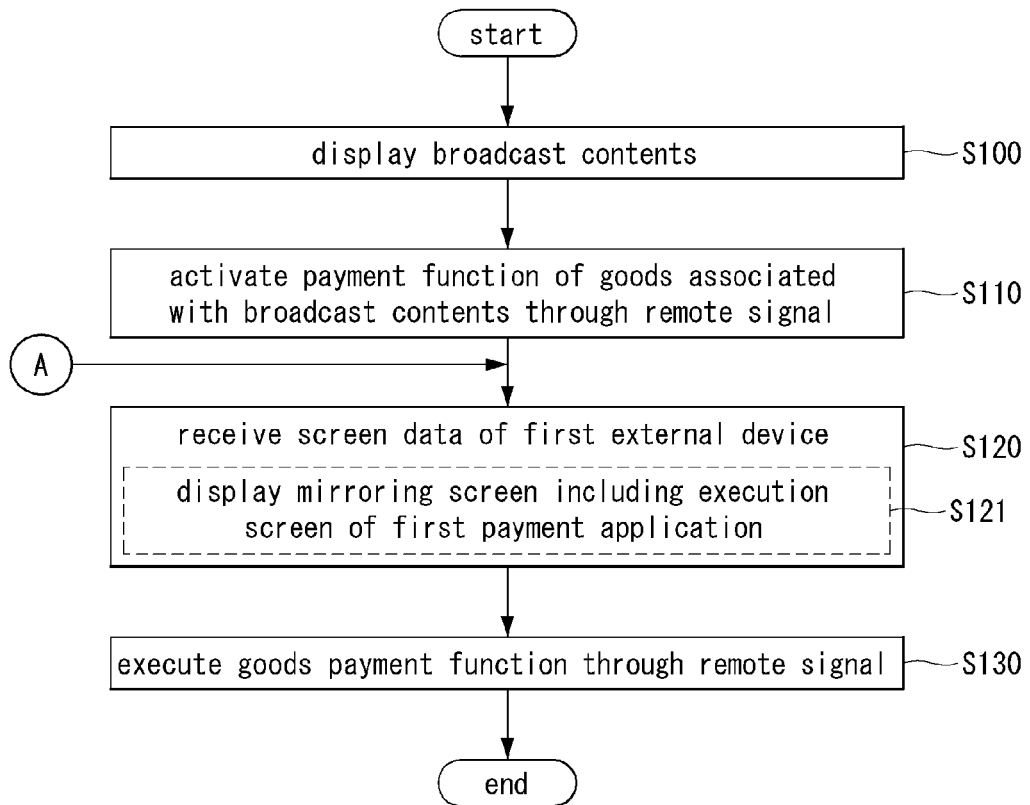 start
display broadcast contents
S100
activate payment function of goods associated
with broadcast contents through remote signal
S110
A
receive screen data of first external device
S120
display mirroring screen including execution
screen of first payment application
S121
execute goods payment function through remote signal
S130
end